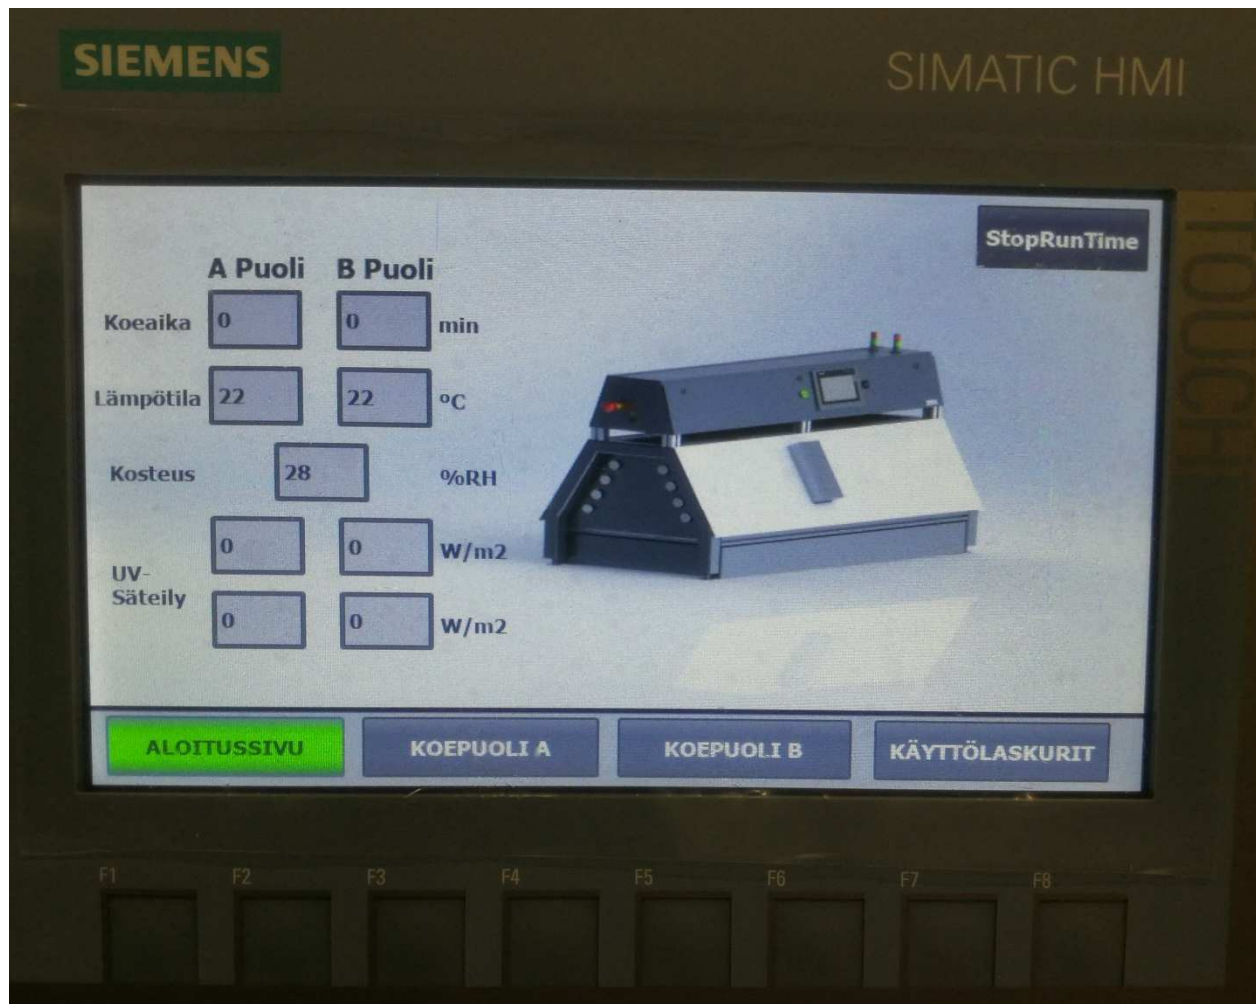 SIEMENS
SIMATIC HMI
TOUCH
StopRunTime
A Puoli B Puoli
Koeaika 0 0 min
Lämpötila 22 22 °C
Kosteus 28 %RH
UV-
Säteily
0 0 W/m2
0 0 W/m2
ALOITUSSIVU KOEPUOLI A KOEPUOLI B KÄYTTÖLASKURIT
F1 F2 F3 F4 F5 F6 F7 F8